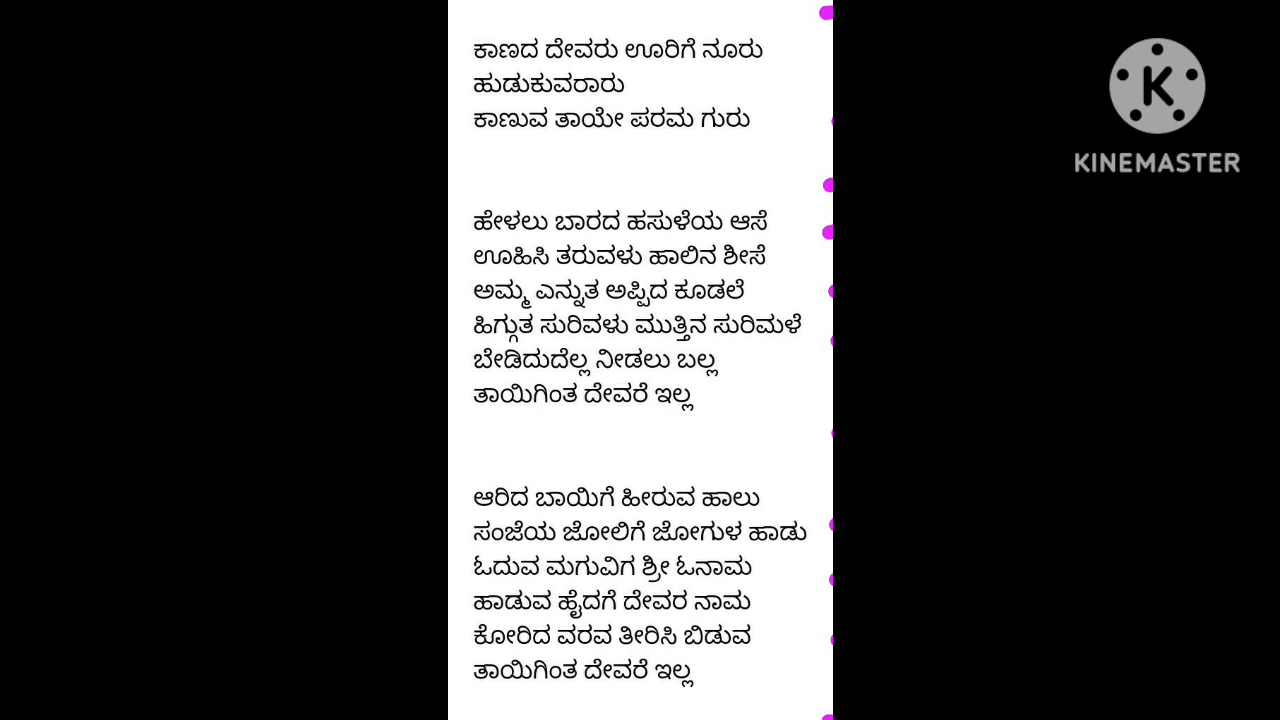 ಕಾಣದ ದೇವರು ಊರಿಗೆ ನೂರು
ಹುಡುಕುವರಾರು
ಕಾಣುವ ತಾಯೇ ಪರಮ ಗುರು
ಹೇಳಲು ಬಾರದ ಹಸುಳೆಯ ಆಸೆ
ಊಹಿಸಿ ತರುವಳು ಹಾಲಿನ ಶೀಸೆ
ಅಮ್ಮ ಎನ್ನುತ ಅಪ್ಪಿದ ಕೂಡಲೆ
ಹಿಗ್ಗುತ ಸುರಿವಳು ಮುತ್ತಿನ ಸುರಿಮಳೆ
ಬೇಡಿದುದೆಲ್ಲ ನೀಡಲು ಬಲ್ಲ
ತಾಯಿಗಿಂತ ದೇವರೆ ಇಲ್ಲ
ಆರಿದ ಬಾಯಿಗೆ ಹೀರುವ ಹಾಲು
ಸಂಜೆಯ ಜೋಲಿಗೆ ಜೋಗುಳ ಹಾಡು
ಓದುವ ಮಗುವಿಗ ಶ್ರೀ ಓನಾಮ
ಹಾಡುವ ಹೈದಗೆ ದೇವರ ನಾಮ
ಕೋರಿದ ವರವ ತೀರಿಸಿ ಬಿಡುವ
ತಾಯಿಗಿಂತ ದೇವರೆ ಇಲ್ಲ
K
KINEMASTER